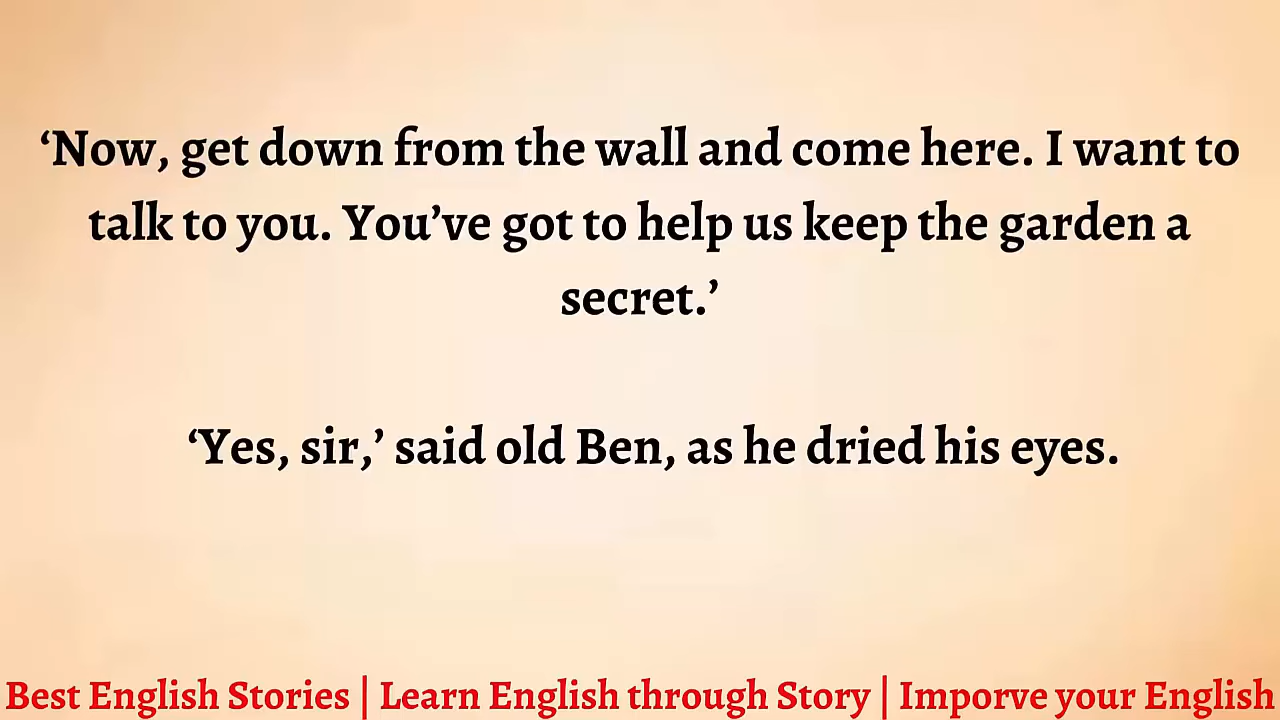 ‘Now, get down from the wall and come here. I want to
talk to you. You’ve got to help us keep the garden a
secret.’
‘Yes, sir,’ said old Ben, as he dried his eyes.
Best English Stories | Learn English through Story | Imporve your English